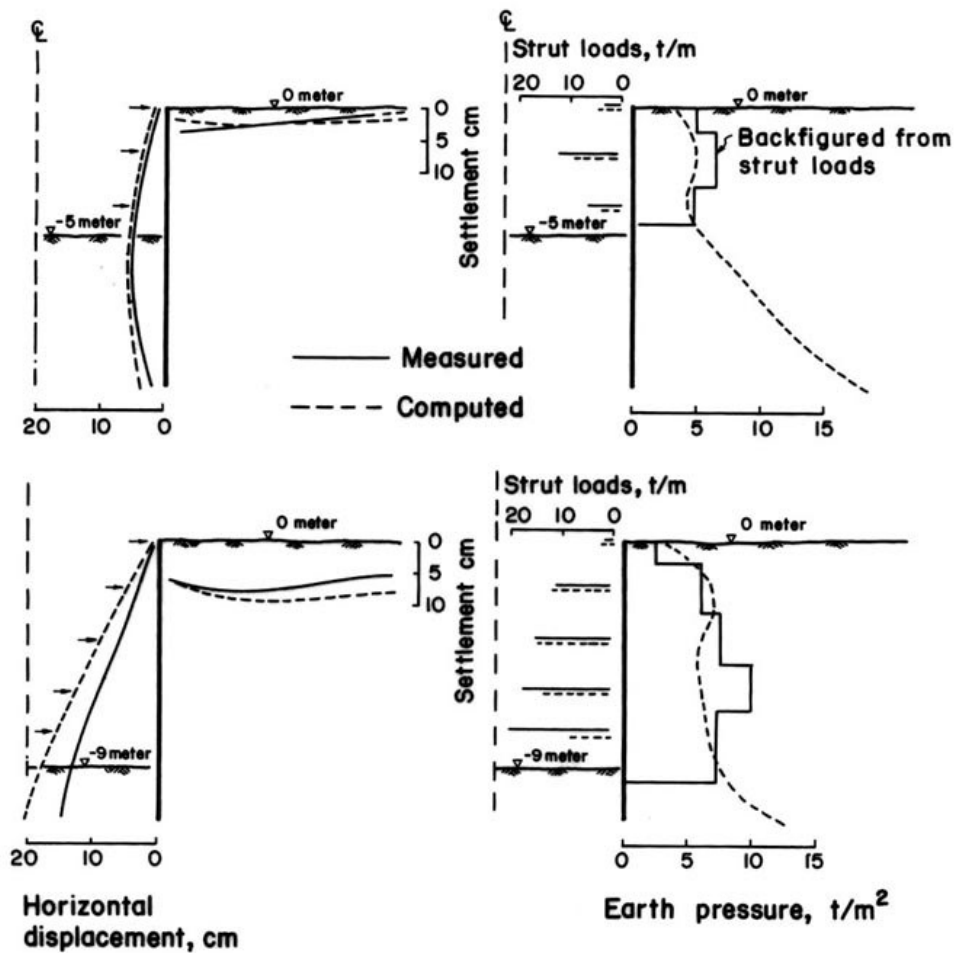 ℄
0 meter
0
5
10
Settlement cm
-5 meter
20 10 0
℄
Strut loads, t/m
20 10 0
0 meter
Backfigured from
strut loads
-5 meter
0 5 10 15
Measured
Computed
0 meter
0
5
10
Settlement cm
-9 meter
20 10 0
Horizontal
displacement, cm
Strut loads, t/m
20 10 0
0 meter
-9 meter
0 5 10 15
Earth pressure, t/m²